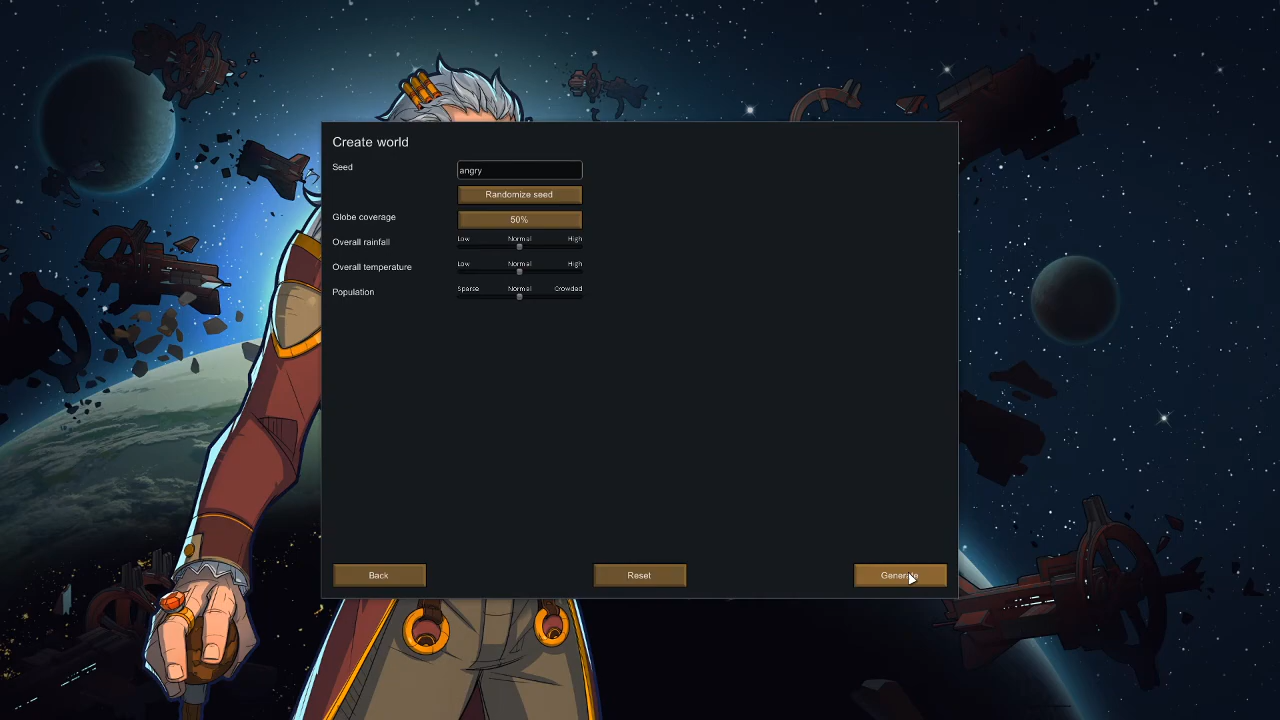 Create world
Seed
angry
Randomize seed
Globe coverage
50%
Overall rainfall
Low Normal High
Overall temperature
Low Normal High
Population
Sparse Normal Crowded
Back Reset Generate